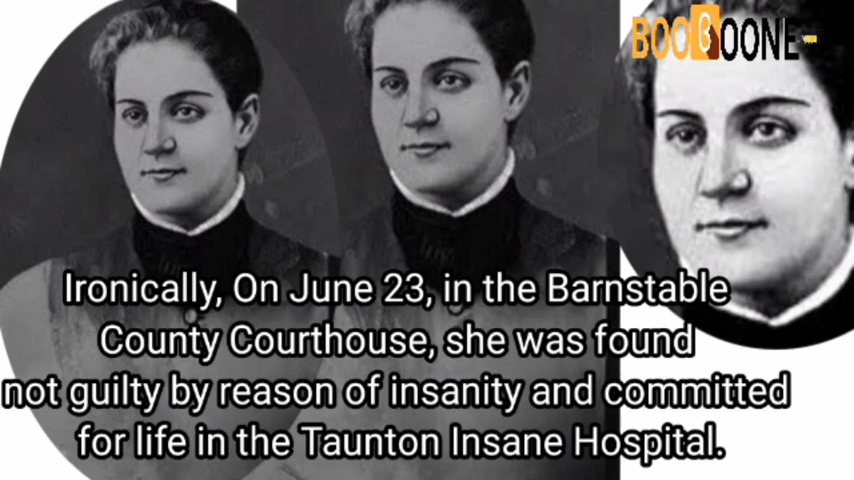 BOOBOONE
Ironically, On June 23, in the Barnstable
County Courthouse, she was found
not guilty by reason of insanity and committed
for life in the Taunton Insane Hospital.